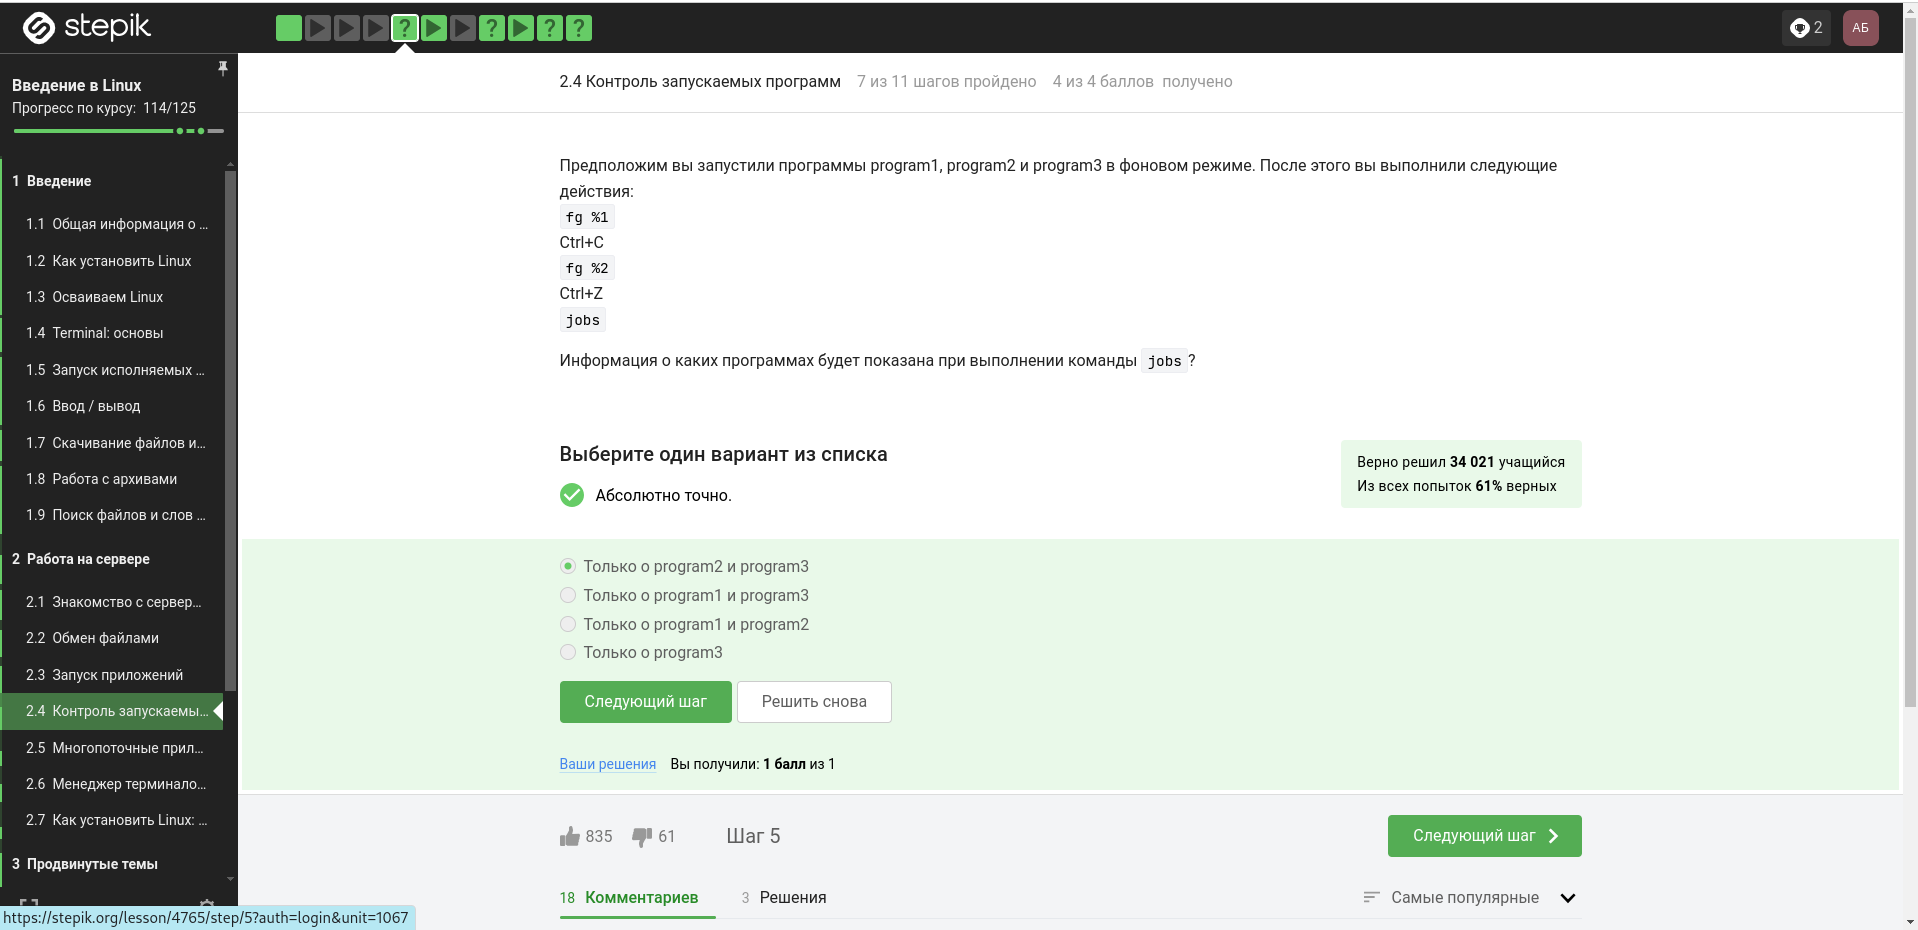 stepik
?
?
?
?
2
АБ
Введение в Linux
Прогресс по курсу: 114/125
1 Введение
1.1 Общая информация о ...
1.2 Как установить Linux
1.3 Осваиваем Linux
1.4 Terminal: основы
1.5 Запуск исполняемых ...
1.6 Ввод / вывод
1.7 Скачивание файлов и...
1.8 Работа с архивами
1.9 Поиск файлов и слов ...
2 Работа на сервере
2.1 Знакомство с сервер...
2.2 Обмен файлами
2.3 Запуск приложений
2.4 Контроль запускаемы...
2.5 Многопоточные прил...
2.6 Менеджер терминало...
2.7 Как установить Linux: ...
3 Продвинутые темы
https://stepik.org/lesson/4765/step/5?auth=login&unit=1067
2.4 Контроль запускаемых программ 7 из 11 шагов пройдено 4 из 4 баллов получено
Предположим вы запустили программы program1, program2 и program3 в фоновом режиме. После этого вы выполнили следующие
действия:
fg %1
Ctrl+C
fg %2
Ctrl+Z
jobs
Информация о каких программах будет показана при выполнении команды jobs?
Выберите один вариант из списка
Абсолютно точно.
Верно решил 34 021 учащийся
Из всех попыток 61% верных
Только о program2 и program3
Только о program1 и program3
Только о program1 и program2
Только о program3
Следующий шаг
Решить снова
Ваши решения Вы получили: 1 балл из 1
835 61 Шаг 5
Следующий шаг
18 Комментариев 3 Решения
Самые популярные